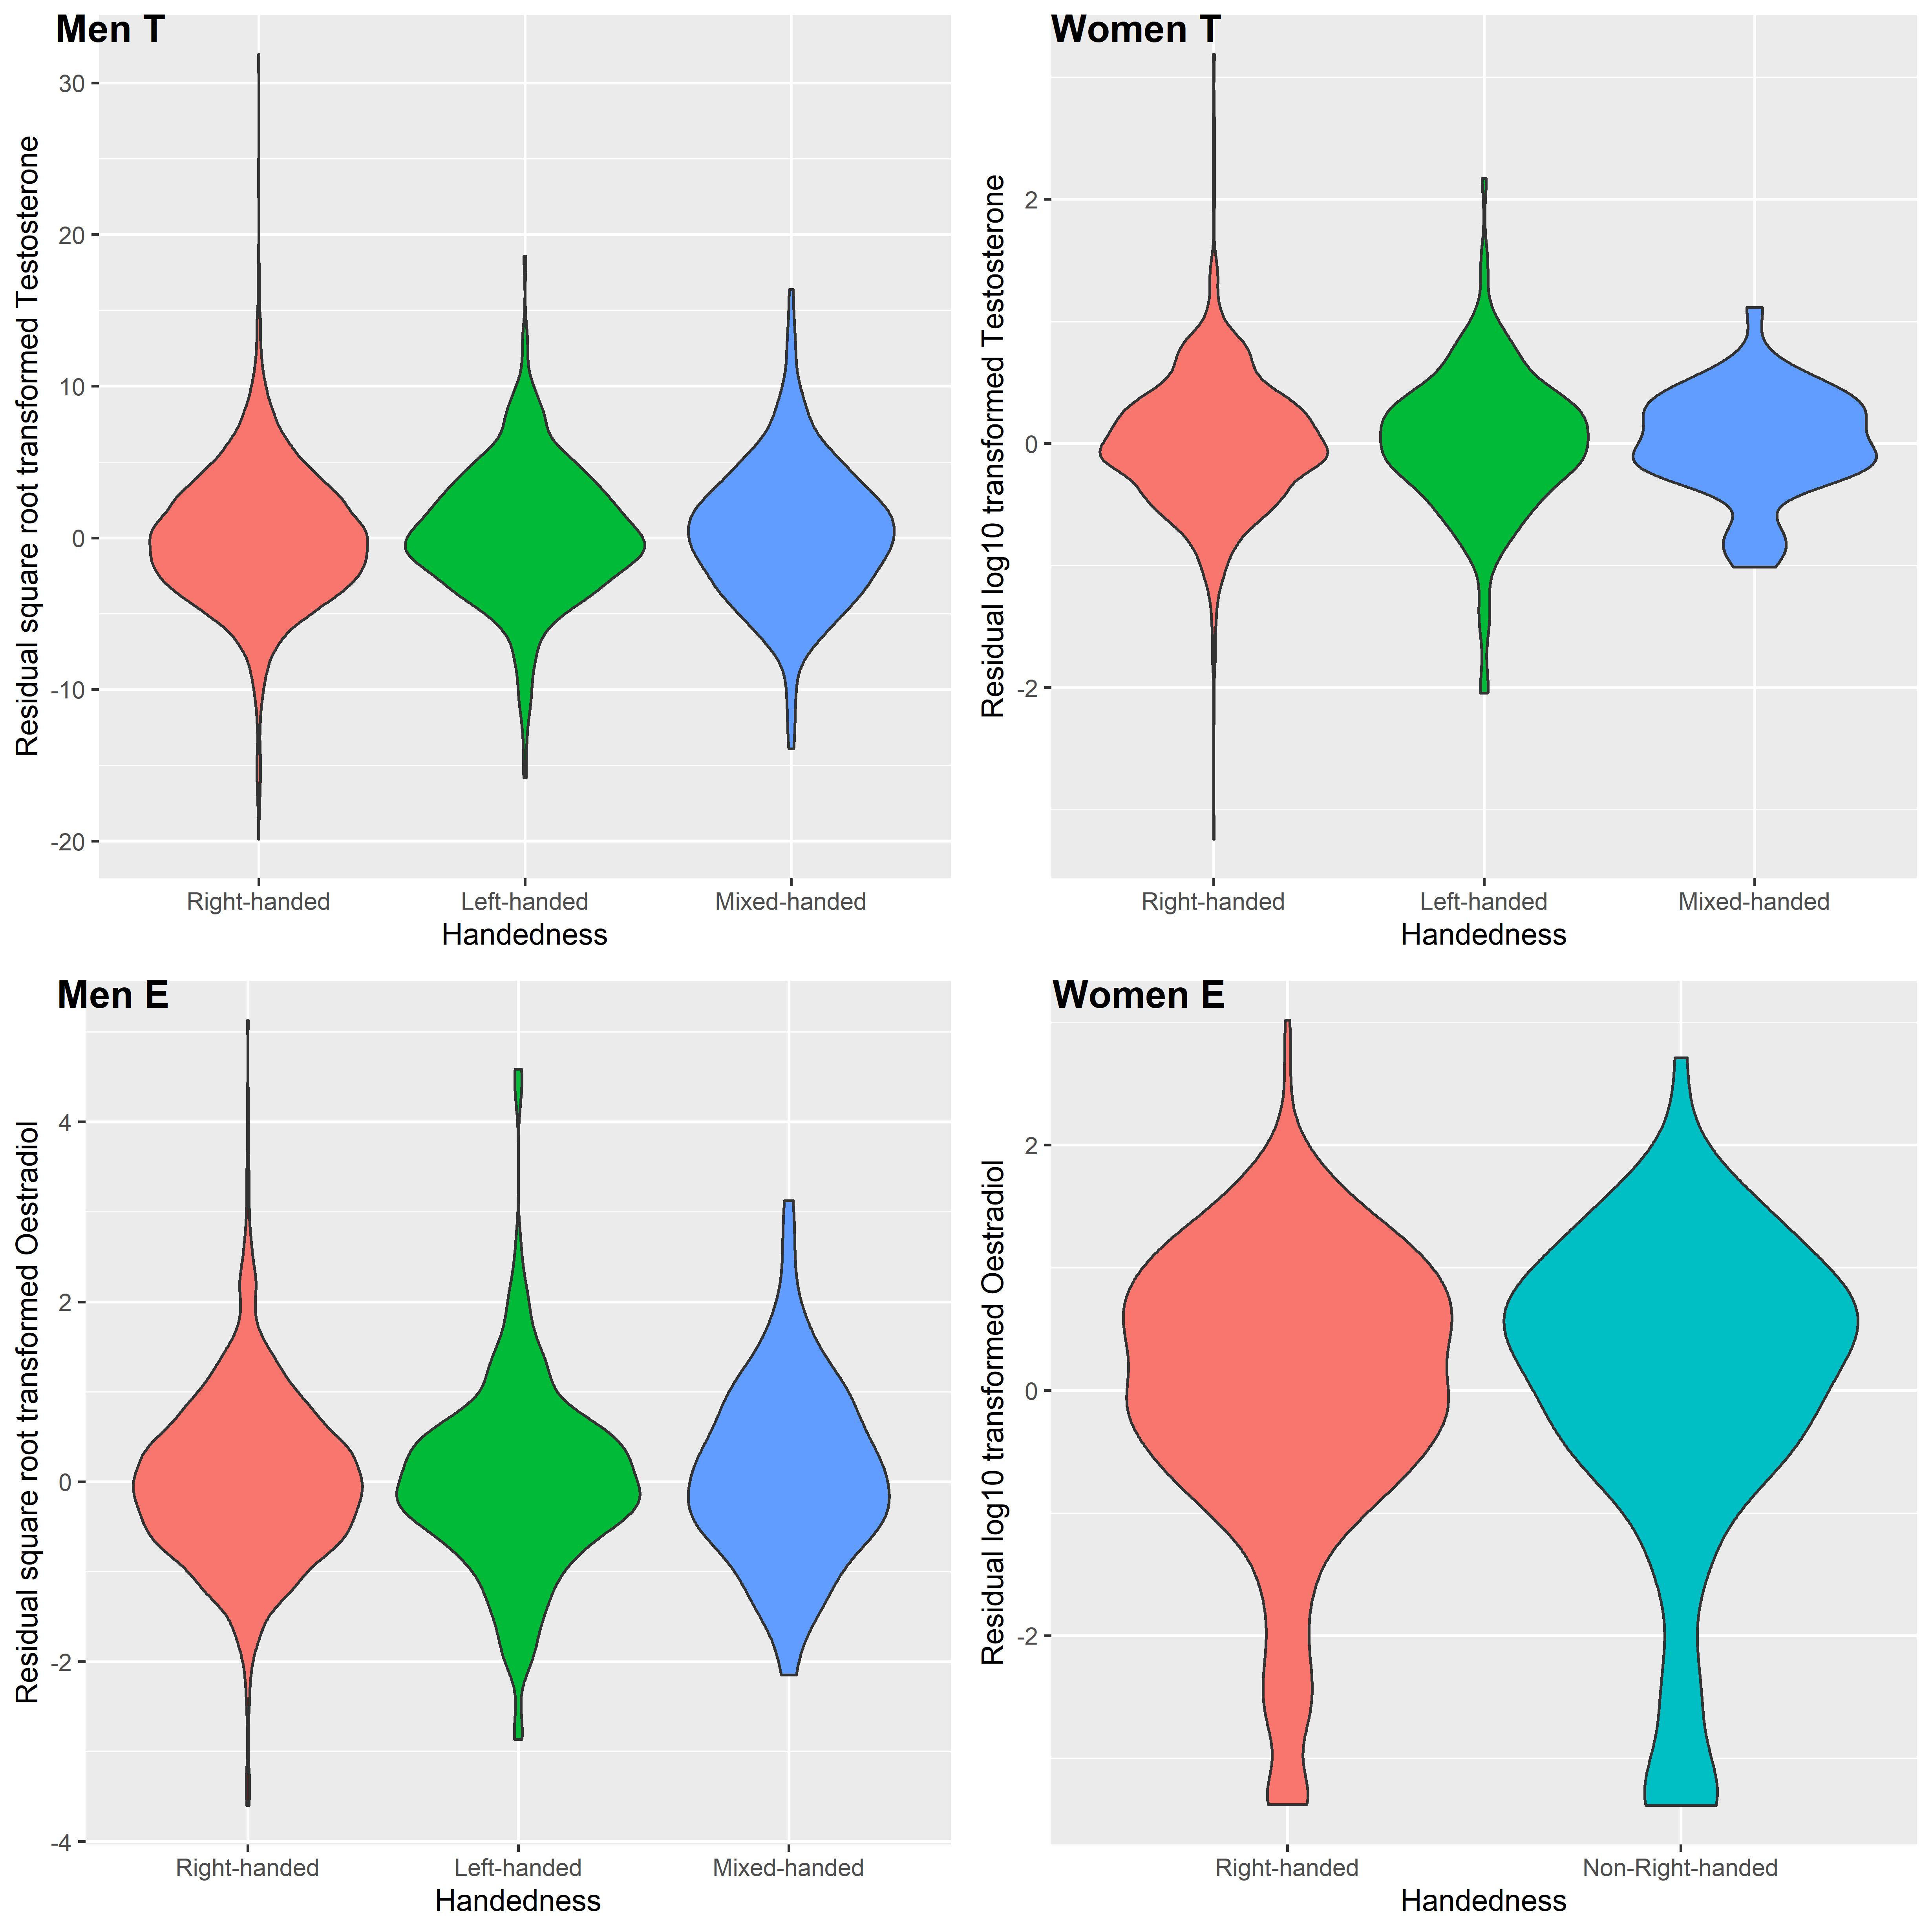 Men T
Residual square root transformed Testosterone
30
20
10
0
-10
-20
Right-handed
Left-handed
Mixed-handed
Handedness
Women T
Residual log10 transformed Testosterone
2
0
-2
Right-handed
Left-handed
Mixed-handed
Handedness
Men E
Residual square root transformed Oestradiol
4
2
0
-2
-4
Right-handed
Left-handed
Mixed-handed
Handedness
Women E
Residual log10 transformed Oestradiol
2
0
-2
Right-handed
Non-Right-handed
Handedness